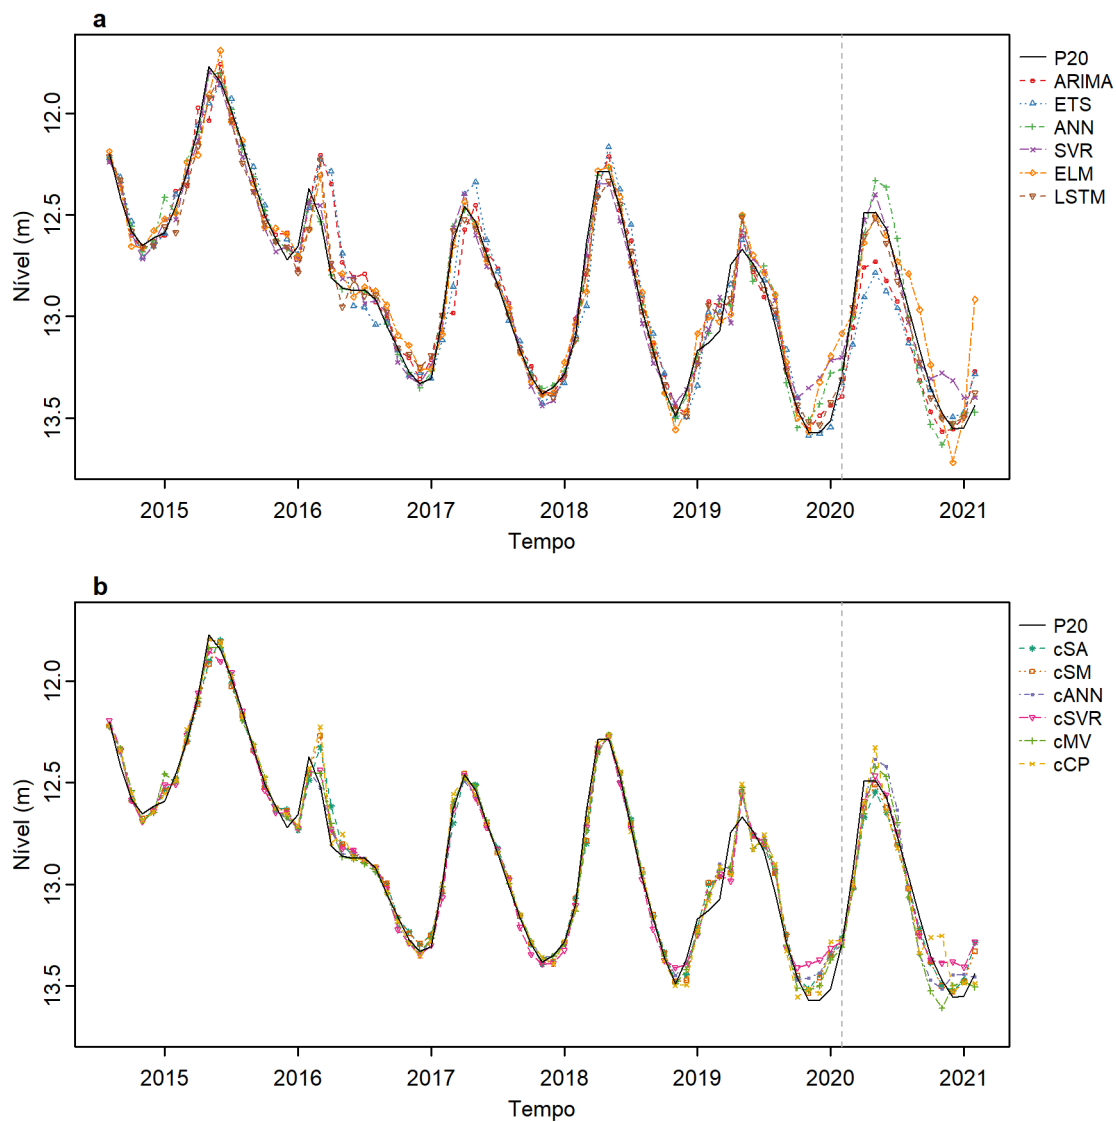 a
Nível (m)
12.0
12.5
13.0
13.5
2015 2016 2017 2018 2019 2020 2021
Tempo
P20
ARIMA
ETS
ANN
SVR
ELM
LSTM
b
Nível (m)
12.0
12.5
13.0
13.5
2015 2016 2017 2018 2019 2020 2021
Tempo
P20
cSA
cSM
cANN
cSVR
cMV
cCP